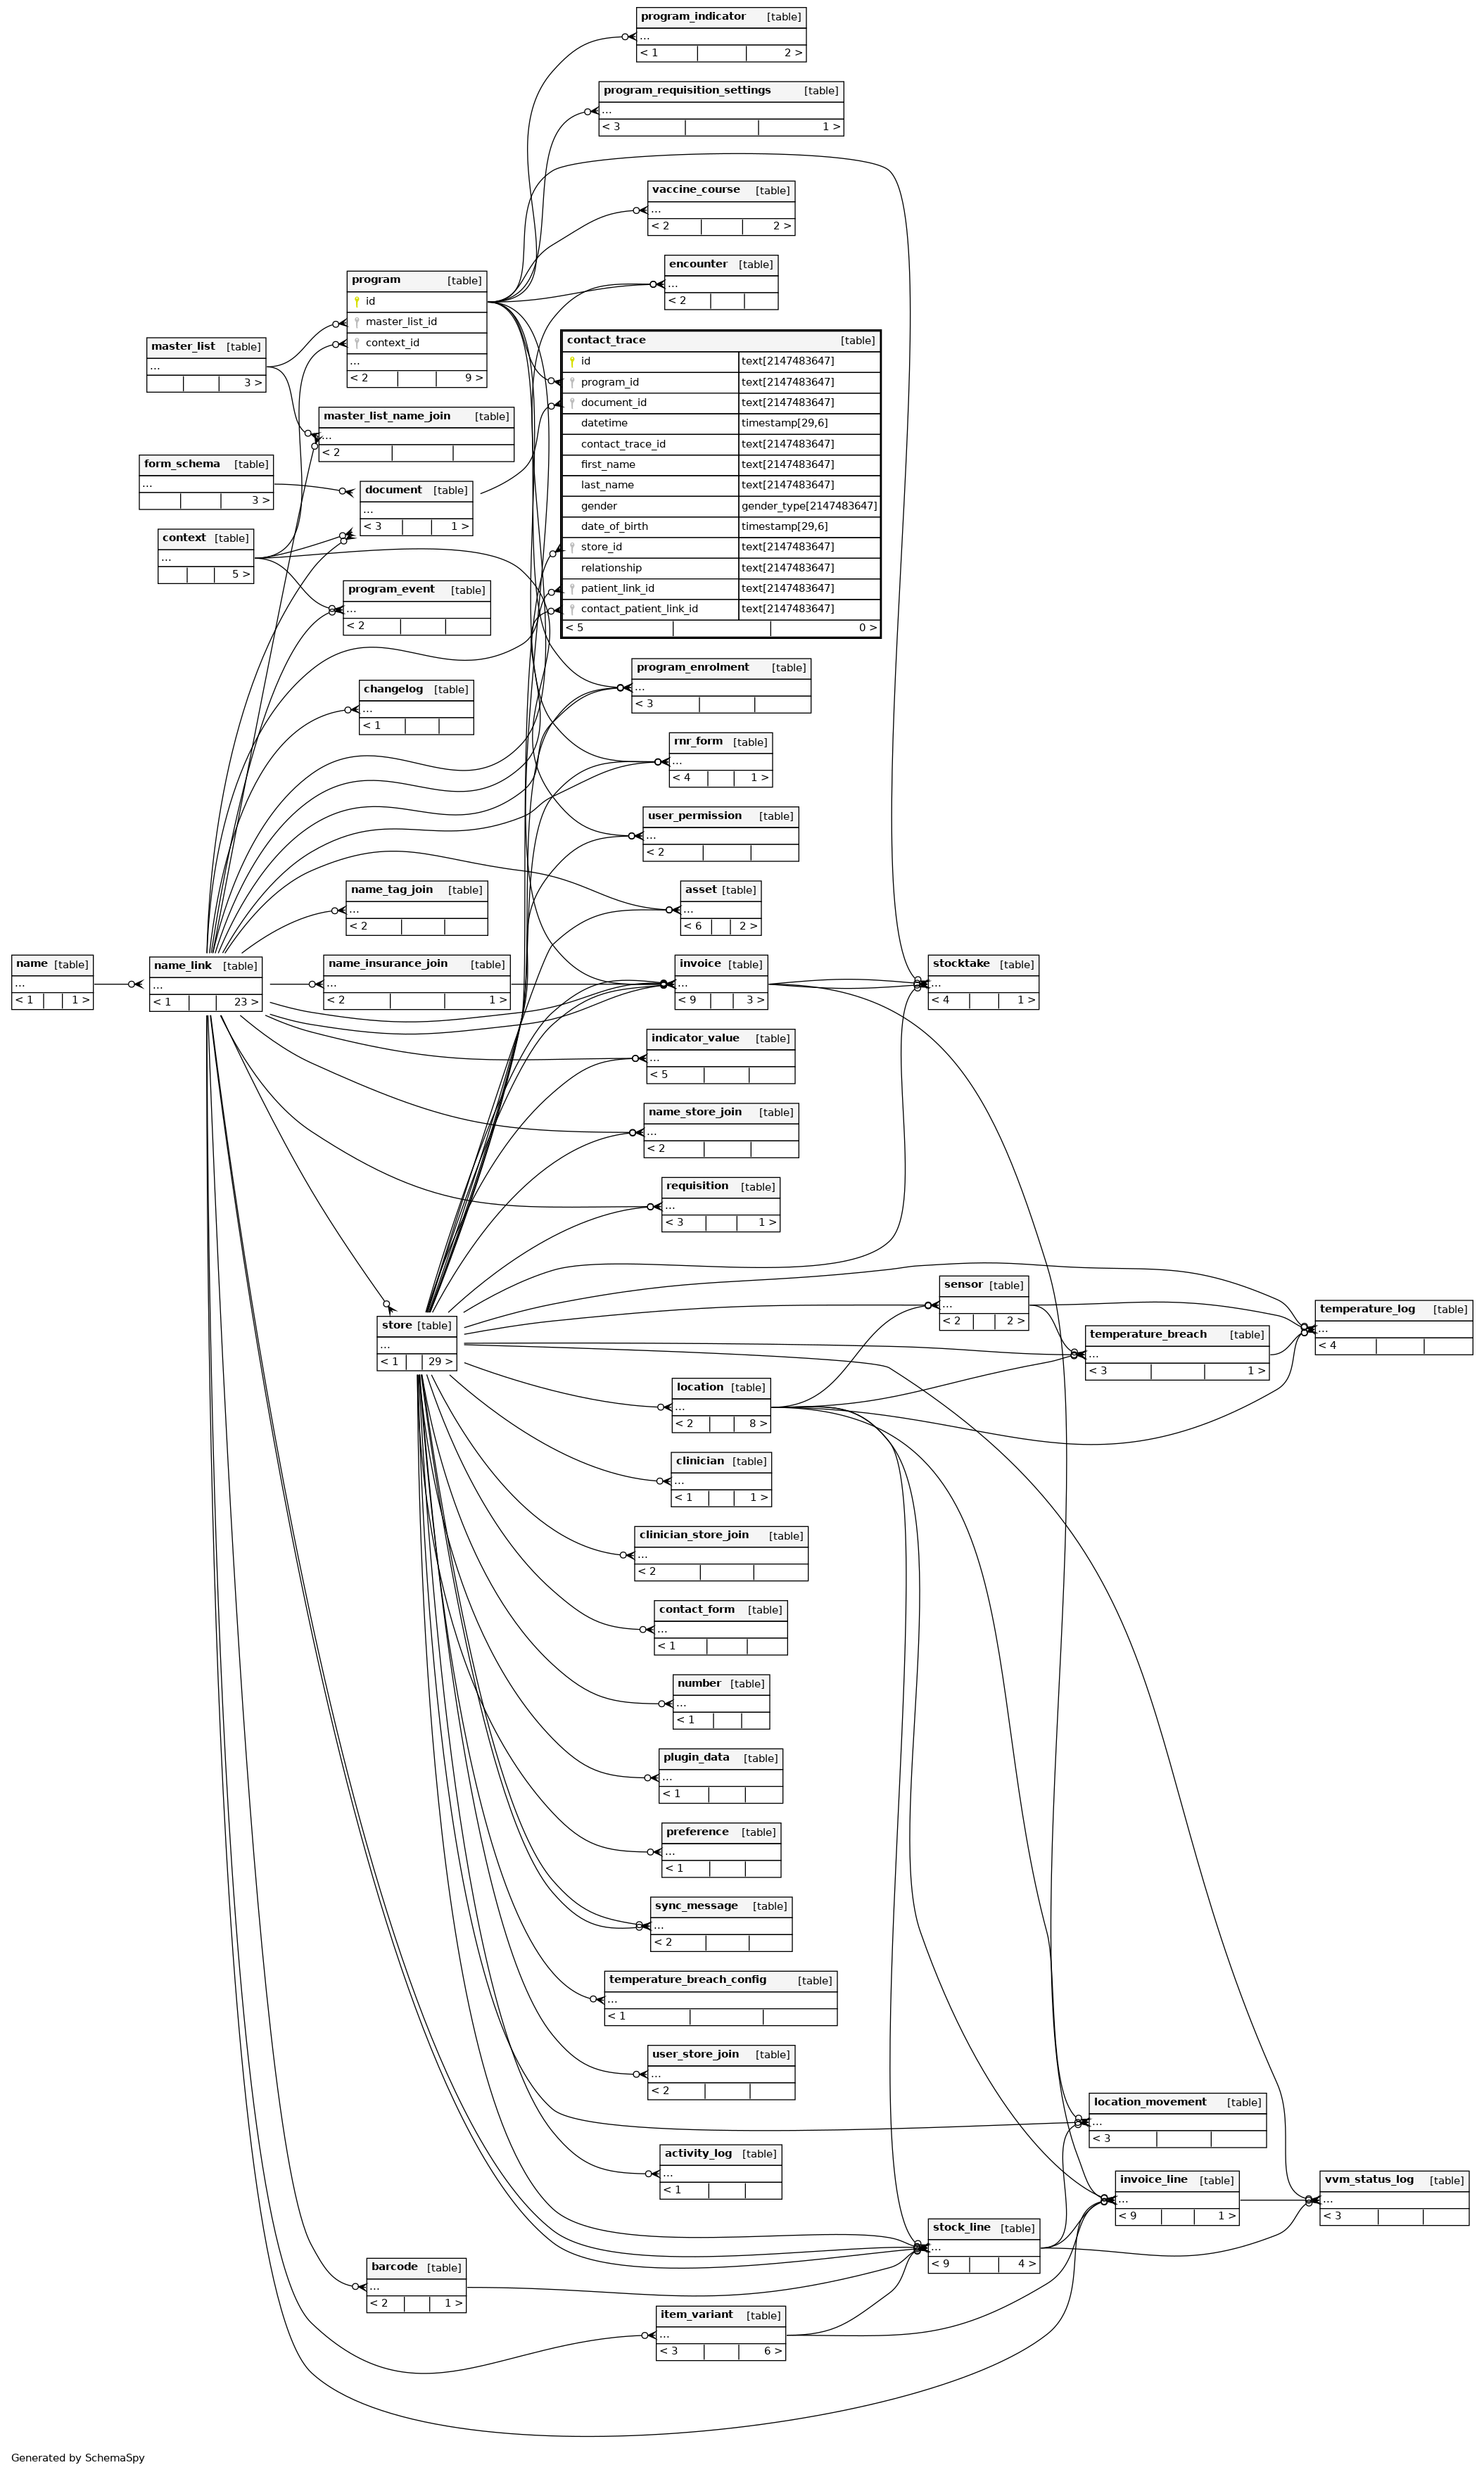 program_indicator [table]
...
< 1 2 >
program_requisition_settings [table]
...
< 3 1 >
vaccine_course [table]
...
< 2 2 >
encounter [table]
...
< 2
program [table]
id
master_list_id
context_id
...
< 2 9 >
contact_trace [table]
id text[2147483647]
program_id text[2147483647]
document_id text[2147483647]
datetime timestamp[29,6]
contact_trace_id text[2147483647]
first_name text[2147483647]
last_name text[2147483647]
gender gender_type[2147483647]
date_of_birth timestamp[29,6]
store_id text[2147483647]
relationship text[2147483647]
patient_link_id text[2147483647]
contact_patient_link_id text[2147483647]
< 5 0 >
master_list [table]
...
3 >
master_list_name_join [table]
...
< 2
form_schema [table]
...
3 >
document [table]
...
< 3 1 >
context [table]
...
5 >
program_event [table]
...
< 2
program_enrolment [table]
...
< 3
changelog [table]
...
< 1
rnr_form [table]
...
< 4 1 >
user_permission [table]
...
< 2
name_tag_join [table]
...
< 2
asset [table]
...
< 6 2 >
name [table]
...
< 1 1 >
name_link [table]
...
< 1 23 >
name_insurance_join [table]
...
< 2 1 >
invoice [table]
...
< 9 3 >
stocktake [table]
...
< 4 1 >
indicator_value [table]
...
< 5
name_store_join [table]
...
< 2
requisition [table]
...
< 3 1 >
sensor [table]
...
< 2 2 >
temperature_log [table]
...
< 4
store [table]
...
< 1 29 >
temperature_breach [table]
...
< 3 1 >
location [table]
...
< 2 8 >
clinician [table]
...
< 1 1 >
clinician_store_join [table]
...
< 2
contact_form [table]
...
< 1
number [table]
...
< 1
plugin_data [table]
...
< 1
preference [table]
...
< 1
sync_message [table]
...
< 2
temperature_breach_config [table]
...
< 1
user_store_join [table]
...
< 2
location_movement [table]
...
< 3
activity_log [table]
...
< 1
invoice_line [table]
...
< 9 1 >
vvm_status_log [table]
...
< 3
stock_line [table]
...
< 9 4 >
barcode [table]
...
< 2 1 >
item_variant [table]
...
< 3 6 >
Generated by SchemaSpy